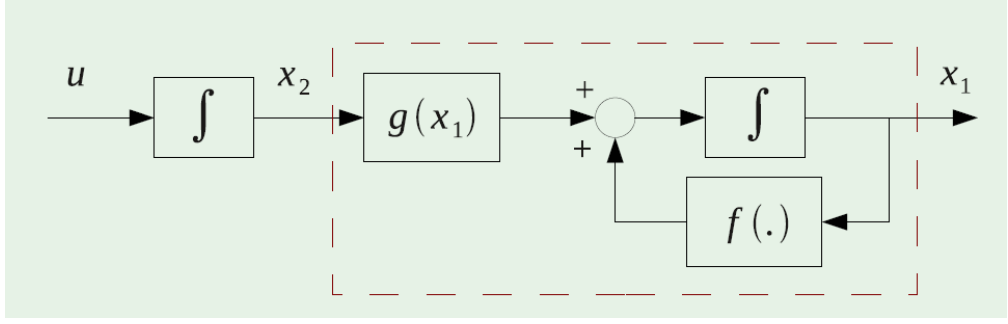 u
∫
x₂
g(x₁)
+
+
∫
x₁
f(.)